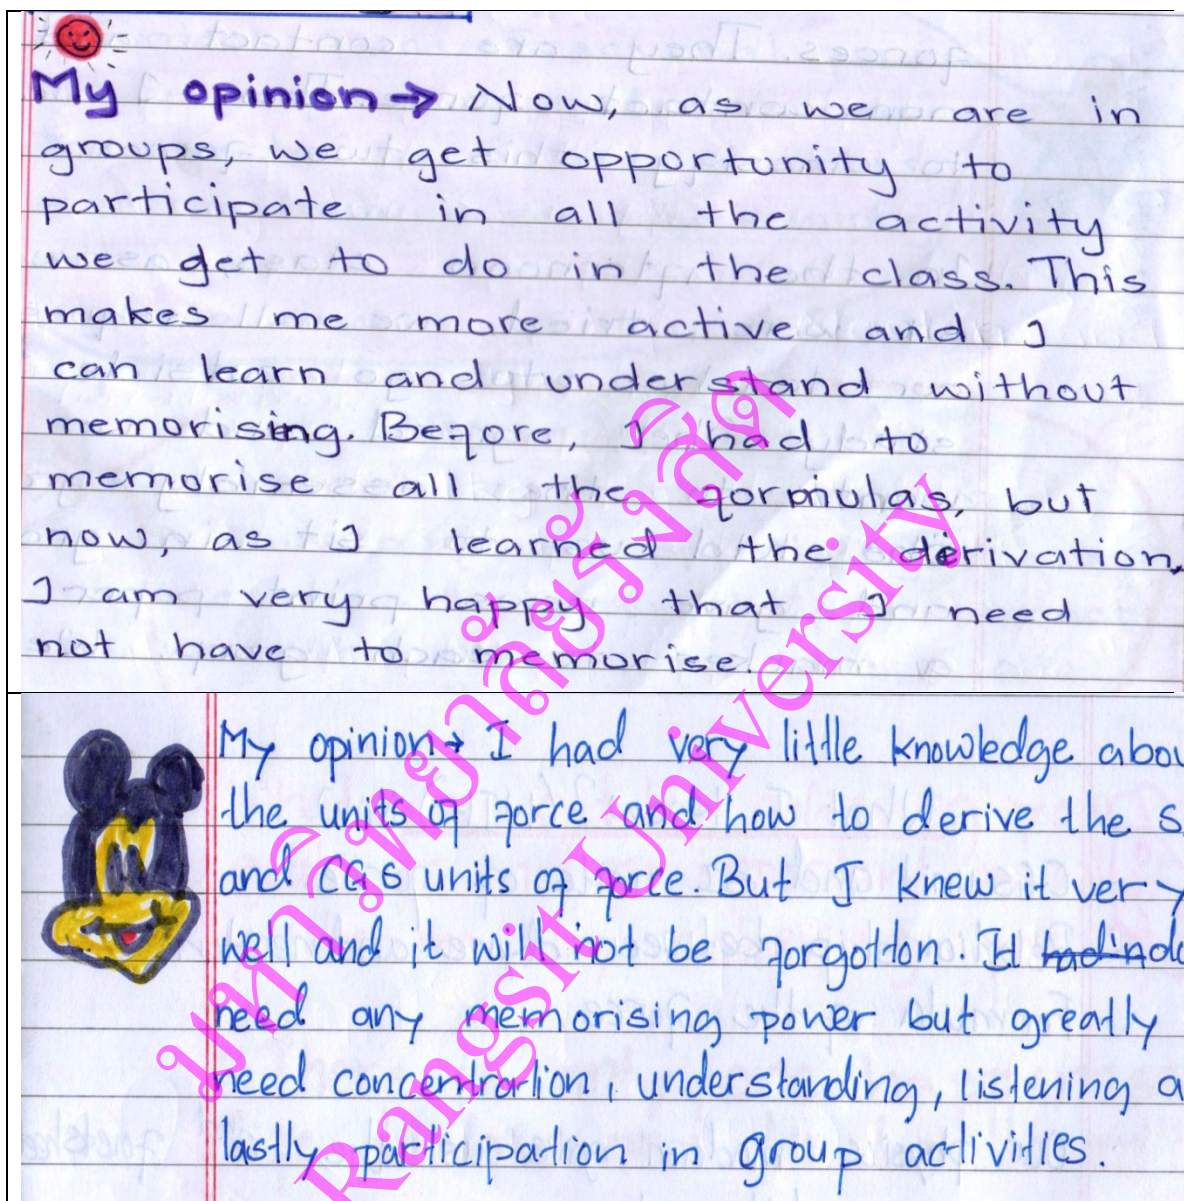 My opinion→ Now, as we are in
groups, we get opportunity to
participate in all the activity
we get to do in the class. This
makes me more active and I
can learn and understand without
memorising. Before, I had to
memorise all the formulas, but
now, as I learned the derivation,
I am very happy that I need
not have to memorise.
My opinion→ I had very little knowledge abou
the units of force and how to derive the S
and CGS units of force. But I knew it very
well and it will not be forgotton. It do
need any memorising power but greatly
need concentration, understanding, listening a
lastly participation in group activities.
มหาวิทยาลัยรังสิต
Rangsit University